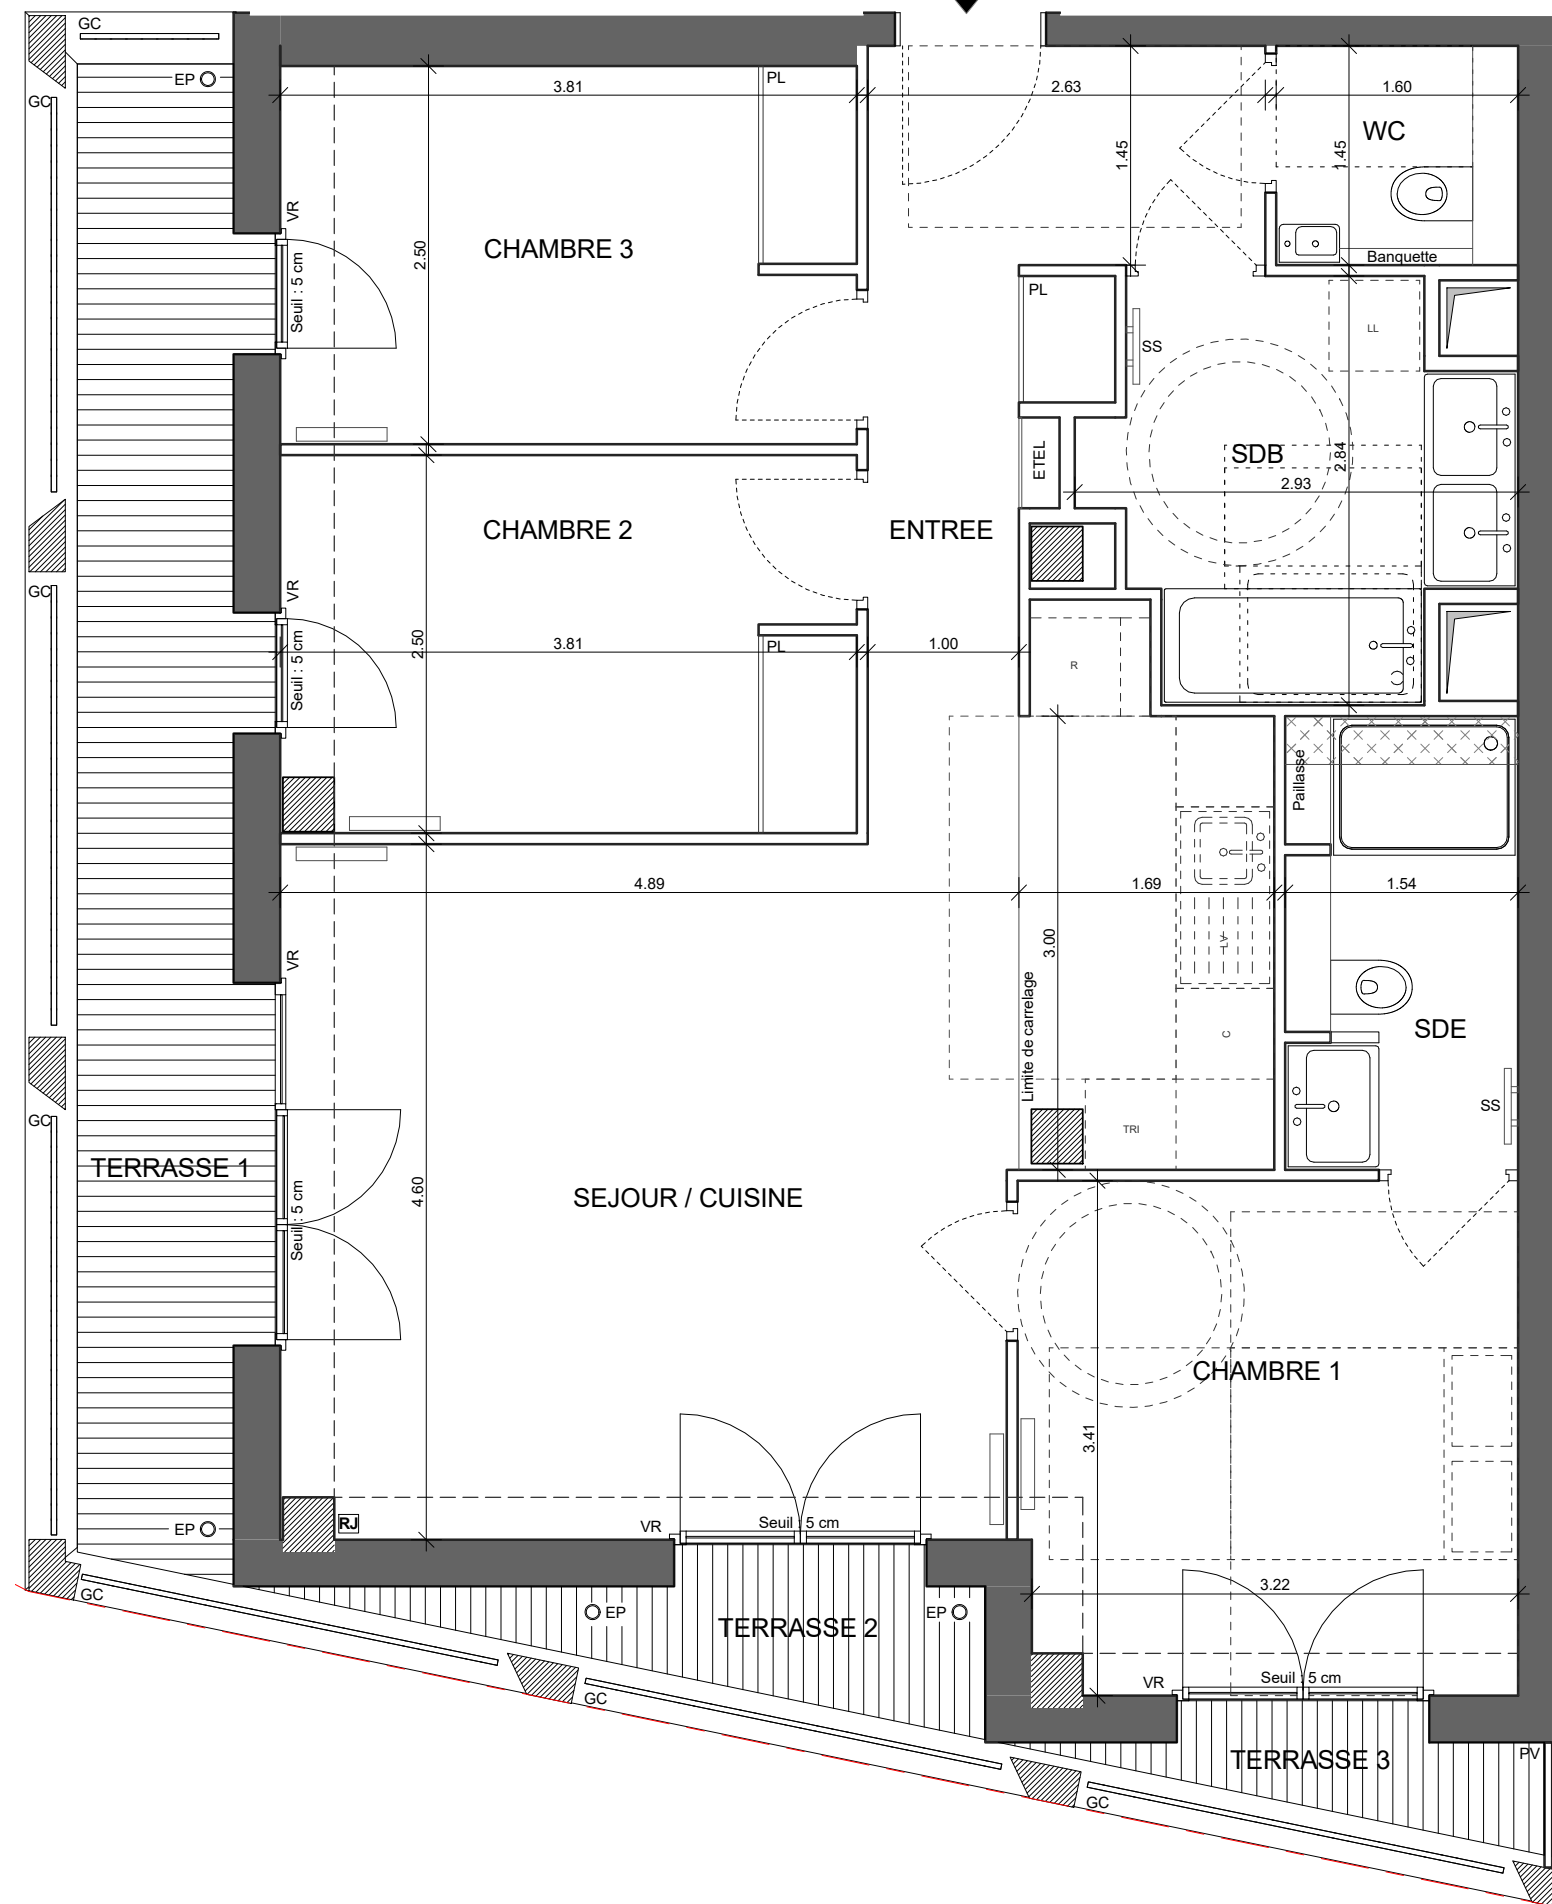 GC
EP
GC
3.81
PL
2.63
1.60
WC
1.45
1.45
VR
2.50
CHAMBRE 3
Seuil : 5 cm
Banquette
PL
LL
SS
SDB
2.84
ETEL
2.93
CHAMBRE 2
ENTREE
GC
VR
Seuil : 5 cm
2.50
3.81
PL
1.00
R
Paillasse
4.89
1.69
1.54
3.00
LV
VR
Limite de carrelage
C
SDE
SS
TRI
GC
TERRASSE 1
Seuil : 5 cm
4.60
SEJOUR / CUISINE
CHAMBRE 1
3.41
EP
RJ
VR
Seuil : 5 cm
3.22
GC
EP
EP
TERRASSE 2
VR
Seuil : 5 cm
GC
TERRASSE 3
PV
GC